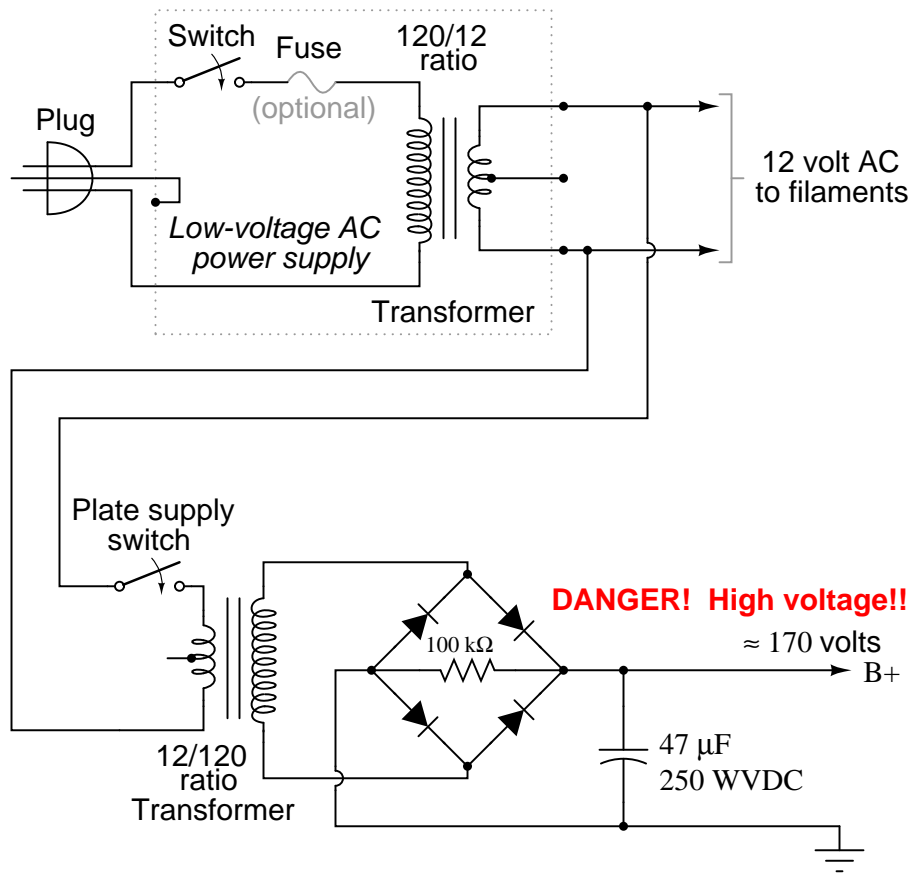 Switch
Fuse
(optional)
120/12
ratio
Plug
12 volt AC
to filaments
Low-voltage AC
power supply
Transformer
Plate supply
switch
DANGER!  High voltage!!
100 kΩ
≈ 170 volts
B+
12/120
ratio
Transformer
47 μF
250 WVDC